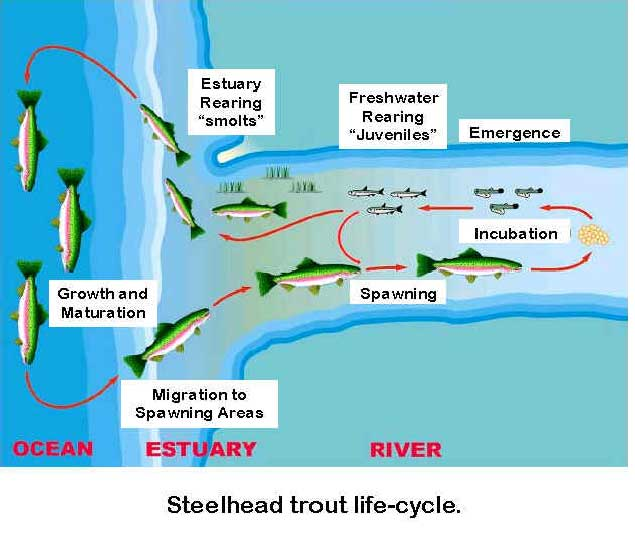 Estuary
Rearing
“smolts”
Freshwater
Rearing
“Juveniles”
Emergence
Incubation
Growth and
Maturation
Spawning
Migration to
Spawning Areas
OCEAN
ESTUARY
RIVER
Steelhead trout life-cycle.